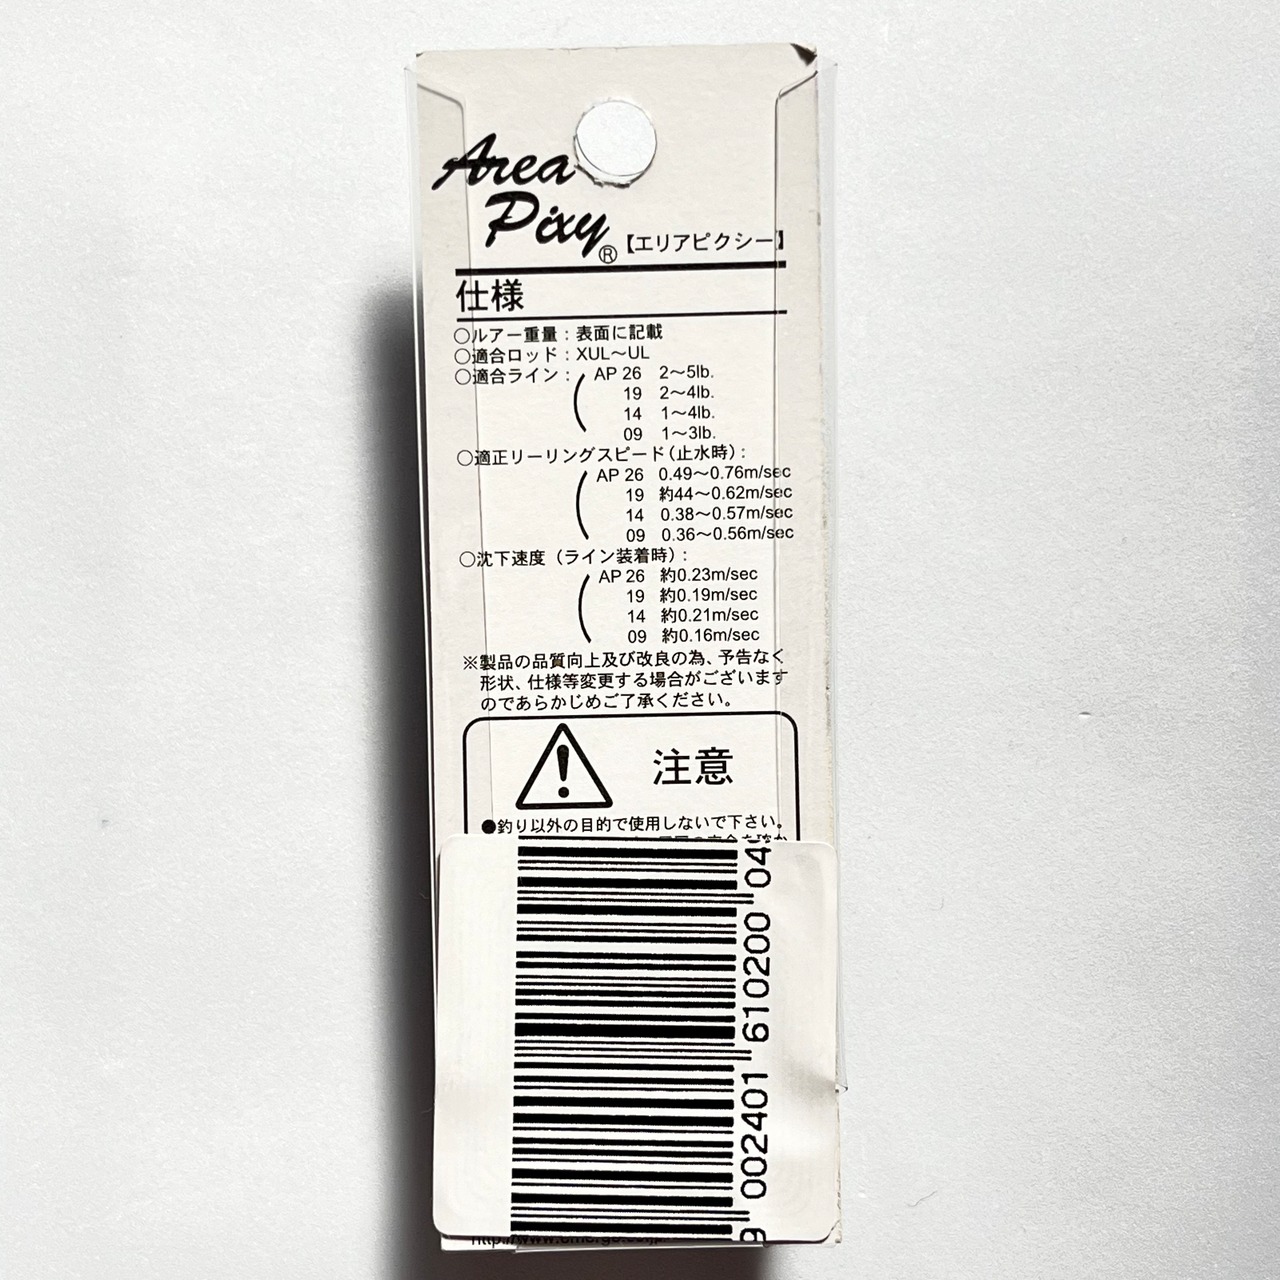 Area
Pixy® 【エリアピクシー】
仕様
○ルアー重量：表面に記載
○適合ロッド：XUL～UL
○適合ライン： AP 26 2～5lb.
19 2～4lb.
14 1～4lb.
09 1～3lb.
○適正リーリングスピード（止水時）：
AP 26 0.49～0.76m/sec
19 約44～0.62m/sec
14 0.38～0.57m/sec
09 0.36～0.56m/sec
○沈下速度（ライン装着時）：
AP 26 約0.23m/sec
19 約0.19m/sec
14 約0.21m/sec
09 約0.16m/sec
※製品の品質向上及び改良の為、予告なく
形状、仕様等変更する場合がございます
のであらかじめご了承ください。
注意
●釣り以外の目的で使用しないで下さい。
9 002401 610200 04